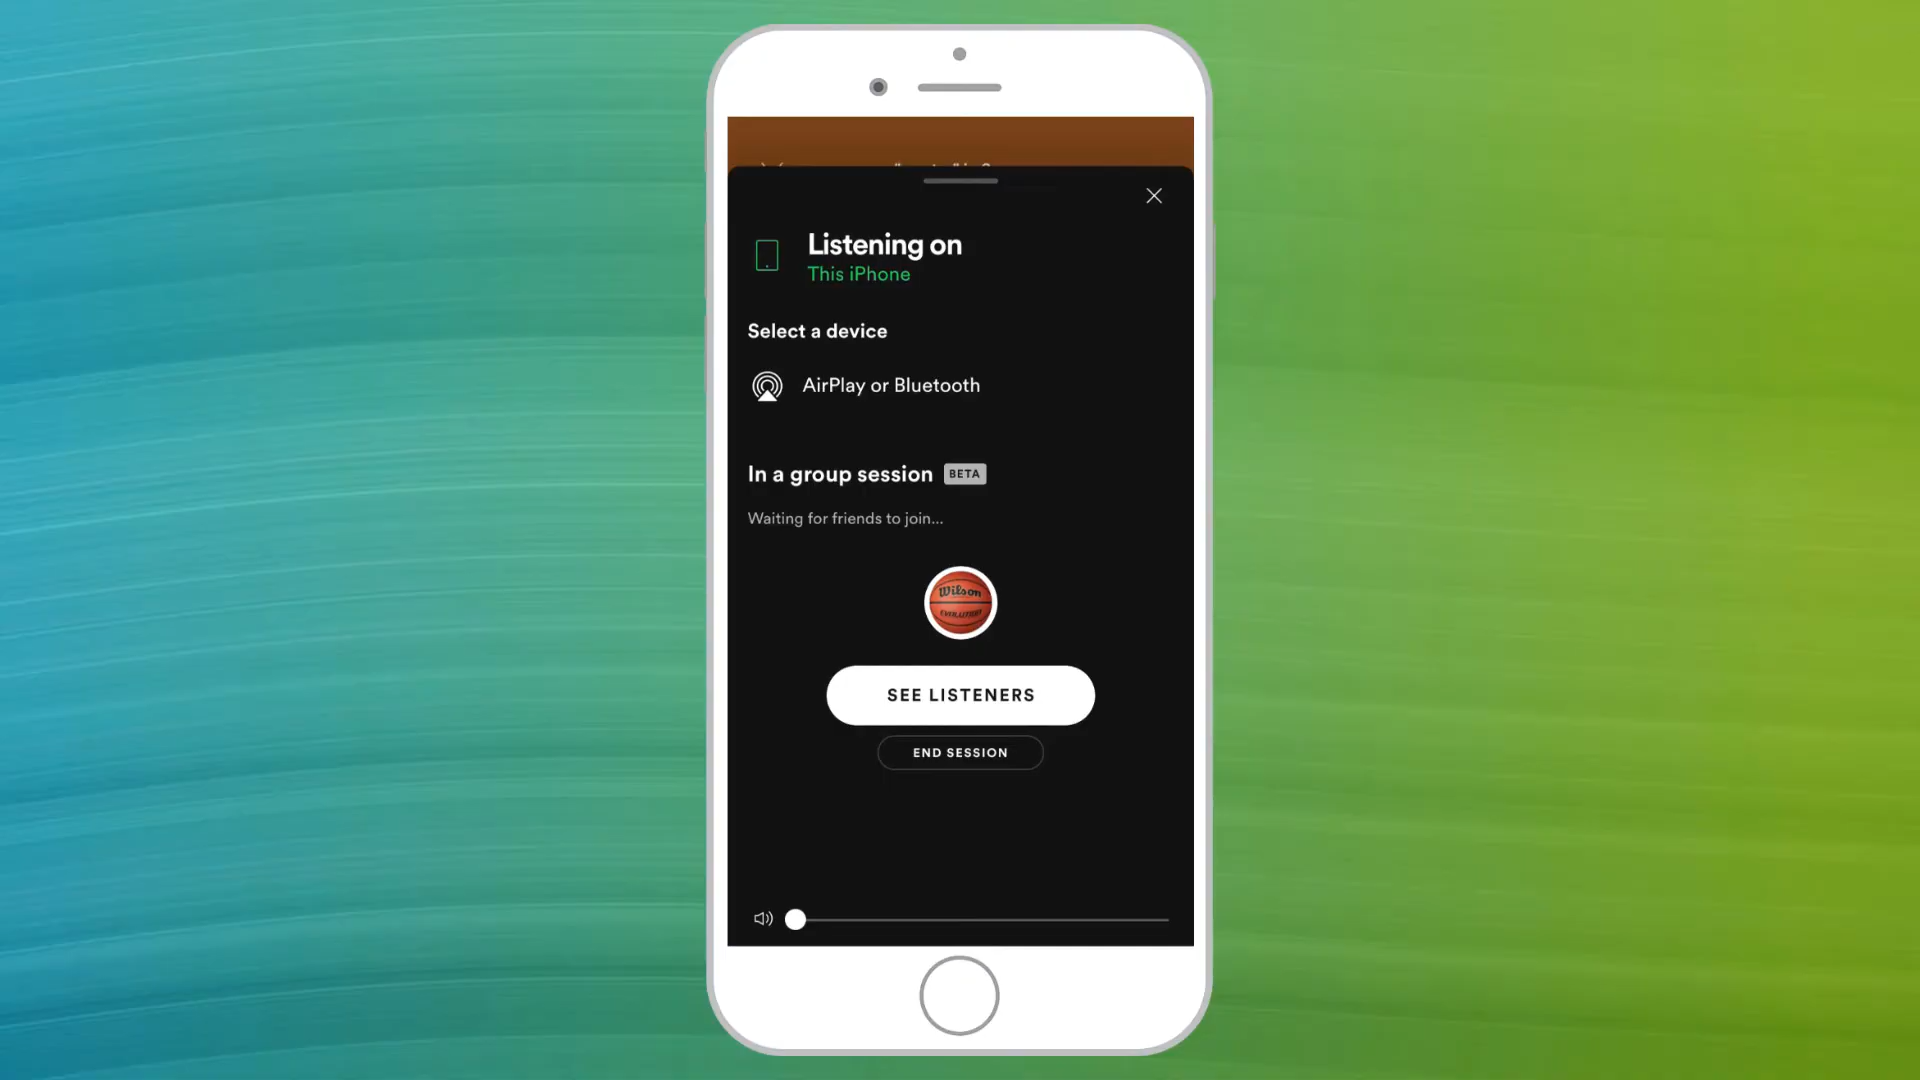 Listening on
This iPhone
Select a device
AirPlay or Bluetooth
In a group session BETA
Waiting for friends to join...
Wilson
EVOLUTION
SEE LISTENERS
END SESSION